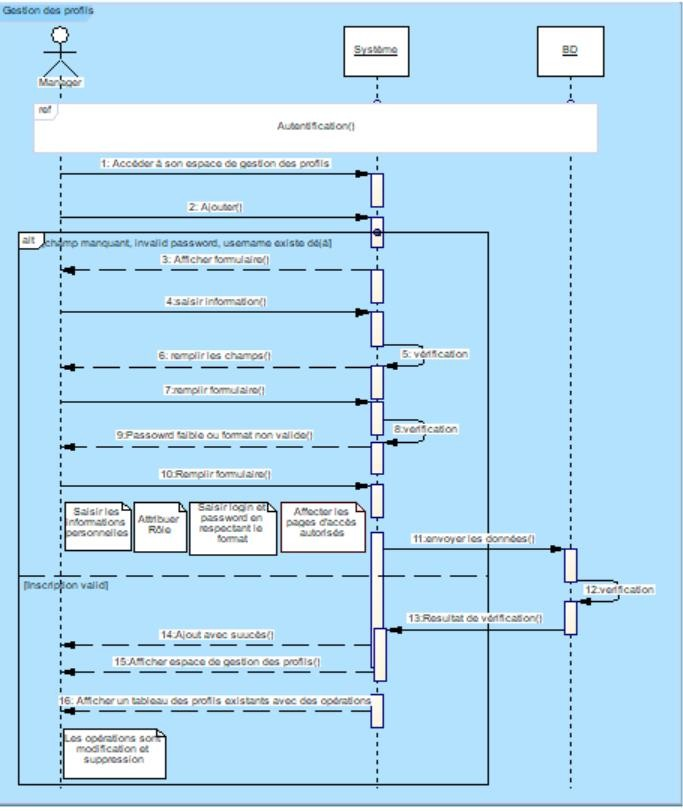 Gestion des profils
Système
BD
Manager
ref
Autentification()
1: Accéder à son espace de gestion des profils
2: Ajouter()
alt
champ manquant, invalid password, username existe déjà]
3: Afficher formulaire()
4:saisir information()
5: vérification
6: remplir les champs()
7:remplir formulaire()
8:verification
9:Passowrd faible ou format non valide()
10:Remplir formulaire()
Saisir les
informations
personnelles
Attribuer
Rôle
Saisir login et
password en
respectant le
format
Affecter les
pages d'accès
autorisés
11:envoyer les données()
[Inscription valid]
12:verification
13:Resultat de vérification()
14:Ajout avec suucés()
15:Afficher espace de gestion des profils()
16: Afficher un tableau des profils existants avec des opérations
Les opérations sont
modification et
suppression